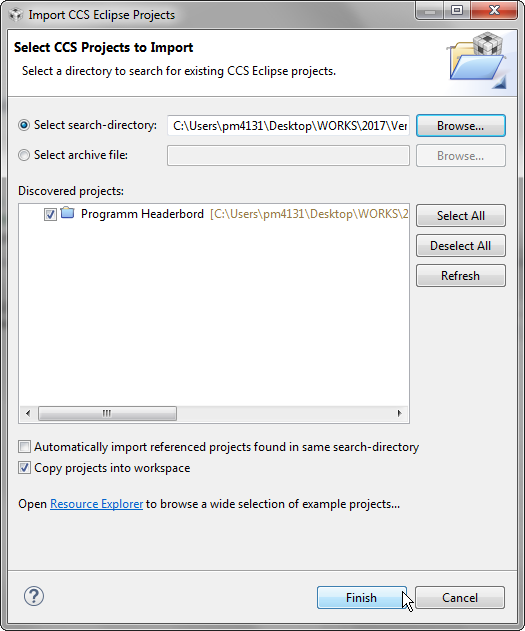 Import CCS Eclipse Projects
Select CCS Projects to Import
Select a directory to search for existing CCS Eclipse projects.
Select search-directory: C:\Users\pm4131\Desktop\WORKS\2017\Ver Browse...
Select archive file: Browse...
Discovered projects:
Programm Headerbord [C:\Users\pm4131\Desktop\WORKS\2
Select All
Deselect All
Refresh
Automatically import referenced projects found in same search-directory
Copy projects into workspace
Open Resource Explorer to browse a wide selection of example projects...
? Finish Cancel